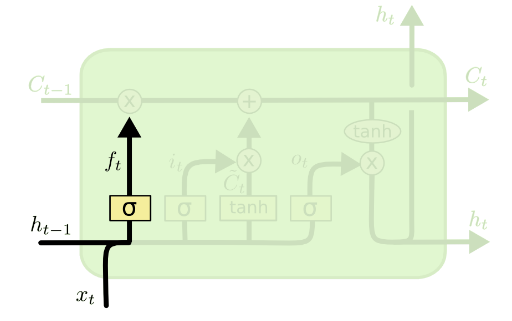 h_t
C_{t-1} x + C_t
tanh
f_t i_t x o_t x
C̃_t
σ σ tanh σ
h_{t-1} h_t
x_t